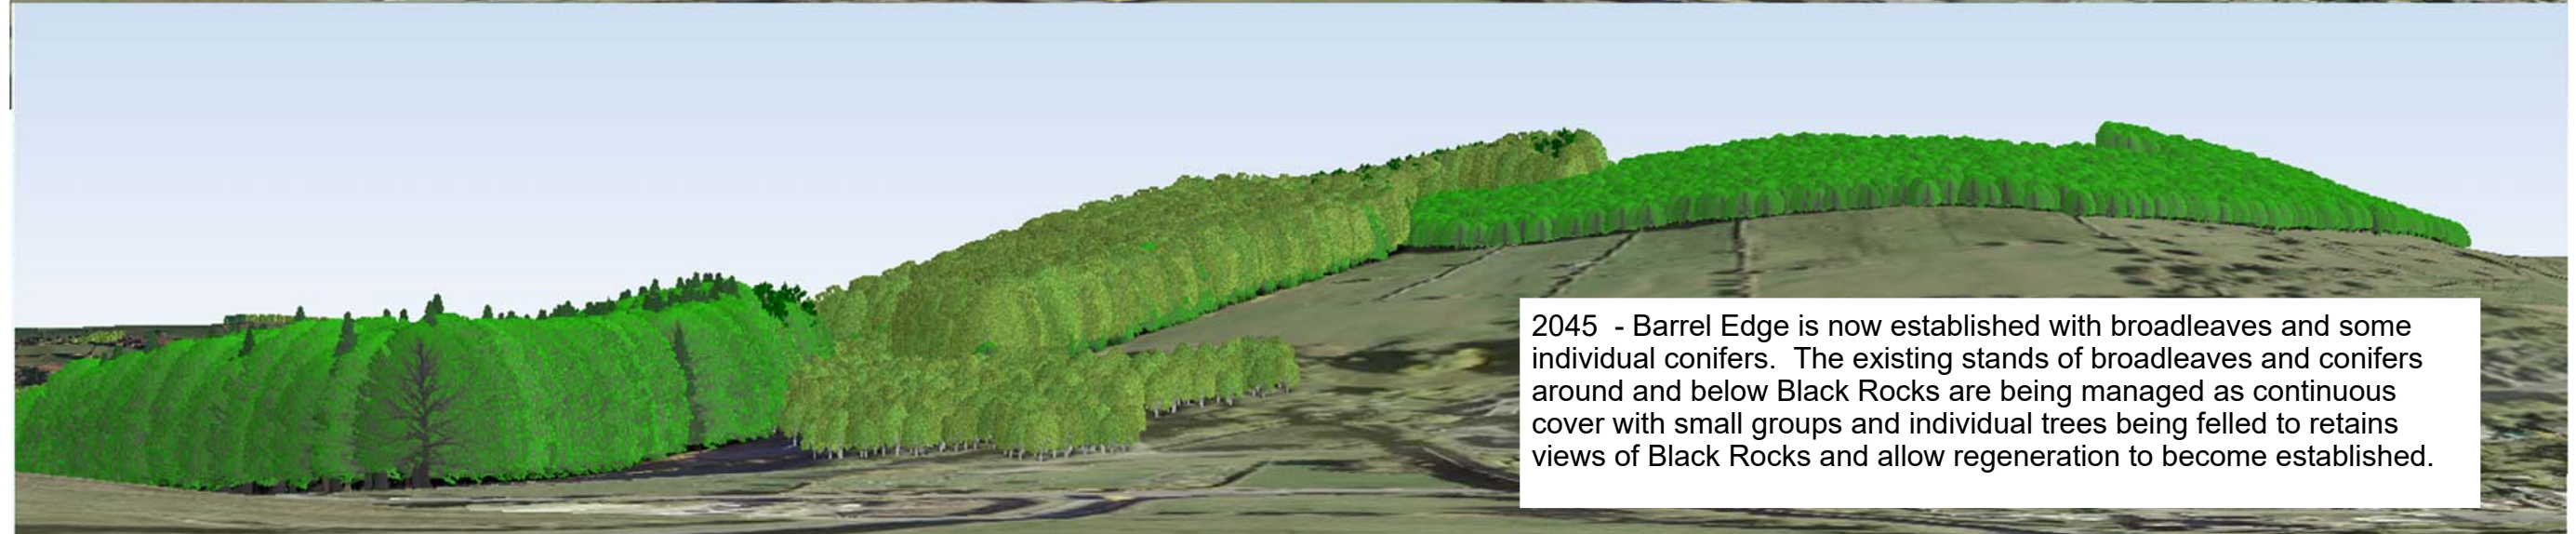 2045  - Barrel Edge is now established with broadleaves and some
individual conifers.  The existing stands of broadleaves and conifers
around and below Black Rocks are being managed as continuous
cover with small groups and individual trees being felled to retains
views of Black Rocks and allow regeneration to become established.